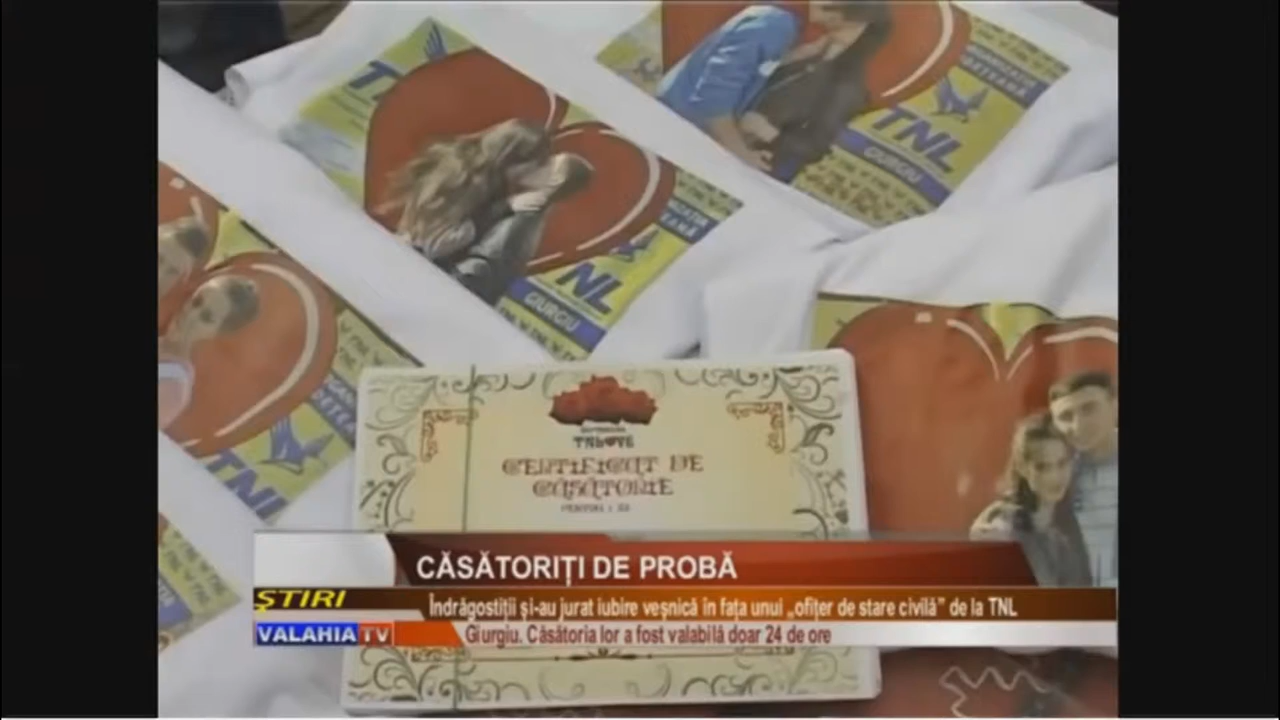 TNL
GIURGIU
TNL
GIURGIU
TNL
TNLOVE
CERTIFICAT DE
CĂSĂTORIE
CĂSĂTORIȚI DE PROBĂ
ŞTIRI
Îndrăgostiții și-au jurat iubire veșnică în fața unui „ofițer de stare civilă” de la TNL
VALAHIA TV
Giurgiu. Căsătoria lor a fost valabilă doar 24 de ore